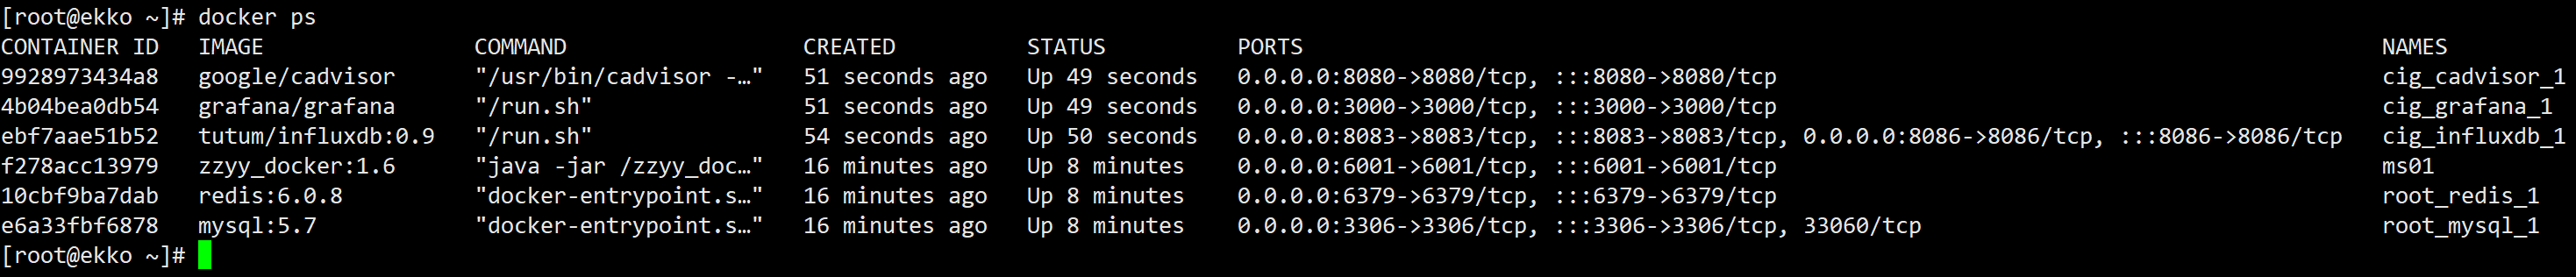 [root@ekko ~]# docker ps
CONTAINER ID   IMAGE                COMMAND                  CREATED          STATUS          PORTS                                                                                  NAMES
9928973434a8   google/cadvisor      "/usr/bin/cadvisor -…"   51 seconds ago   Up 49 seconds   0.0.0.0:8080->8080/tcp, :::8080->8080/tcp                                              cig_cadvisor_1
4b04bea0db54   grafana/grafana      "/run.sh"                51 seconds ago   Up 49 seconds   0.0.0.0:3000->3000/tcp, :::3000->3000/tcp                                              cig_grafana_1
ebf7aae51b52   tutum/influxdb:0.9   "/run.sh"                54 seconds ago   Up 50 seconds   0.0.0.0:8083->8083/tcp, :::8083->8083/tcp, 0.0.0.0:8086->8086/tcp, :::8086->8086/tcp   cig_influxdb_1
f278acc13979   zzyy_docker:1.6      "java -jar /zzyy_doc…"   16 minutes ago   Up 8 minutes    0.0.0.0:6001->6001/tcp, :::6001->6001/tcp                                              ms01
10cbf9ba7dab   redis:6.0.8          "docker-entrypoint.s…"   16 minutes ago   Up 8 minutes    0.0.0.0:6379->6379/tcp, :::6379->6379/tcp                                              root_redis_1
e6a33fbf6878   mysql:5.7            "docker-entrypoint.s…"   16 minutes ago   Up 8 minutes    0.0.0.0:3306->3306/tcp, :::3306->3306/tcp, 33060/tcp                                   root_mysql_1
[root@ekko ~]#